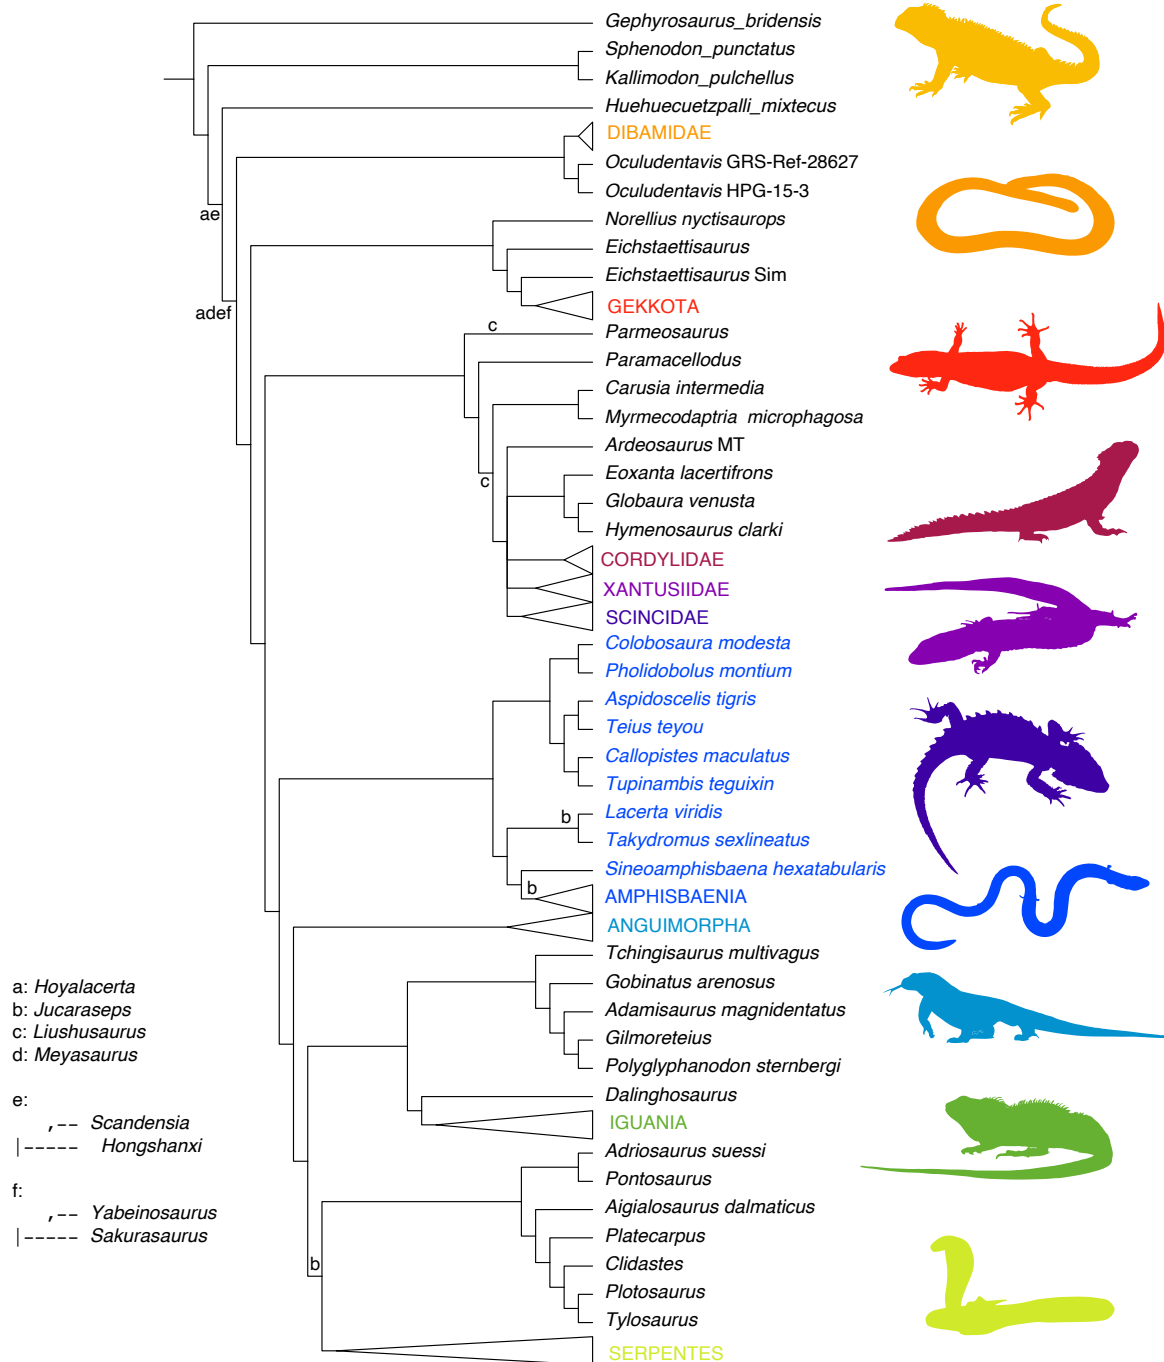 Gephyrosaurus_bridensis
Sphenodon_punctatus
Kallimodon_pulchellus
Huehuecuetzpalli_mixtecus
DIBAMIDAE
Oculudentavis GRS-Ref-28627
Oculudentavis HPG-15-3
ae
Norellius nyctisaurops
Eichstaettisaurus
Eichstaettisaurus Sim
GEKKOTA
adef
c
Parmeosaurus
Paramacellodus
Carusia intermedia
Myrmecodaptria microphagosa
Ardeosaurus MT
Eoxanta lacertifrons
c
Globaura venusta
Hymenosaurus clarki
CORDYLIDAE
XANTUSIIDAE
SCINCIDAE
Colobosaura modesta
Pholidobolus montium
Aspidoscelis tigris
Teius teyou
Callopistes maculatus
Tupinambis teguixin
b
Lacerta viridis
Takydromus sexlineatus
Sineoamphisbaena hexatabularis
b
AMPHISBAENIA
ANGUIMORPHA
Tchingisaurus multivagus
Gobinatus arenosus
Adamisaurus magnidentatus
Gilmoreteius
Polyglyphanodon sternbergi
Dalinghosaurus
IGUANIA
Adriosaurus suessi
Pontosaurus
Aigialosaurus dalmaticus
Platecarpus
Clidastes
b
Plotosaurus
Tylosaurus
SERPENTES
a: Hoyalacerta
b: Jucaraseps
c: Liushusaurus
d: Meyasaurus
e:
,-- Scandensia
|----- Hongshanxi
f:
,-- Yabeinosaurus
|----- Sakurasaurus